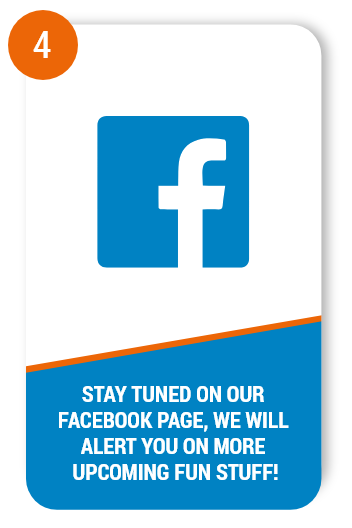 4
STAY TUNED ON OUR
FACEBOOK PAGE, WE WILL
ALERT YOU ON MORE
UPCOMING FUN STUFF!